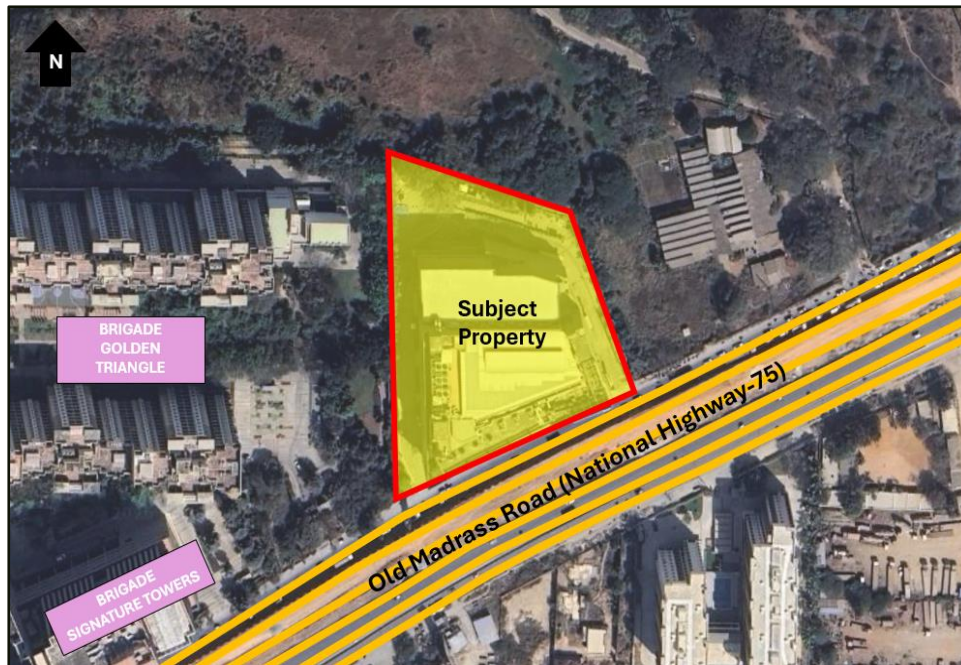 N
Subject
Property
BRIGADE
GOLDEN
TRIANGLE
Old Madrass Road (National Highway-75)
BRIGADE
SIGNATURE TOWERS